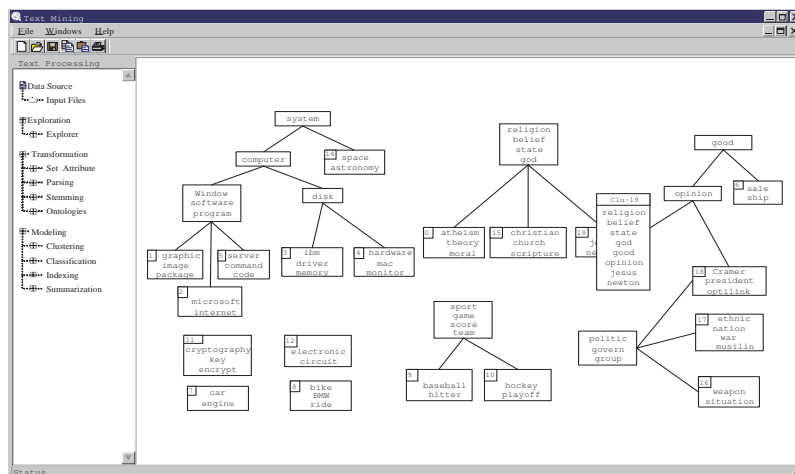 Text Mining
File Windows Help
Text Processing
Data Source
Input Files
Exploration
Explorer
Transformation
Set Attribute
Parsing
Stemming
Ontologies
Modeling
Clustering
Classification
Indexing
Summarization
system
computer
14 space
astronomy
Window
software
program
disk
1 graphic
image
package
5 server
command
code
2
microsoft
internet
3 ibm
driver
memory
4 hardware
mac
monitor
religion
belief
state
god
0 atheism
theory
moral
15 christian
church
scripture
19
Clu-19
religion
belief
state
god
good
opinion
jesus
newton
good
opinion
6 sale
ship
18 Cramer
president
optilink
17 ethnic
nation
war
musilin
16
weapon
situation
politic
govern
group
sport
game
score
team
9
baseball
hitter
10
hockey
playoff
11
cryptography
key
encrypt
12
electronic
circuit
7 car
engine
8 bike
BMW
ride
Status